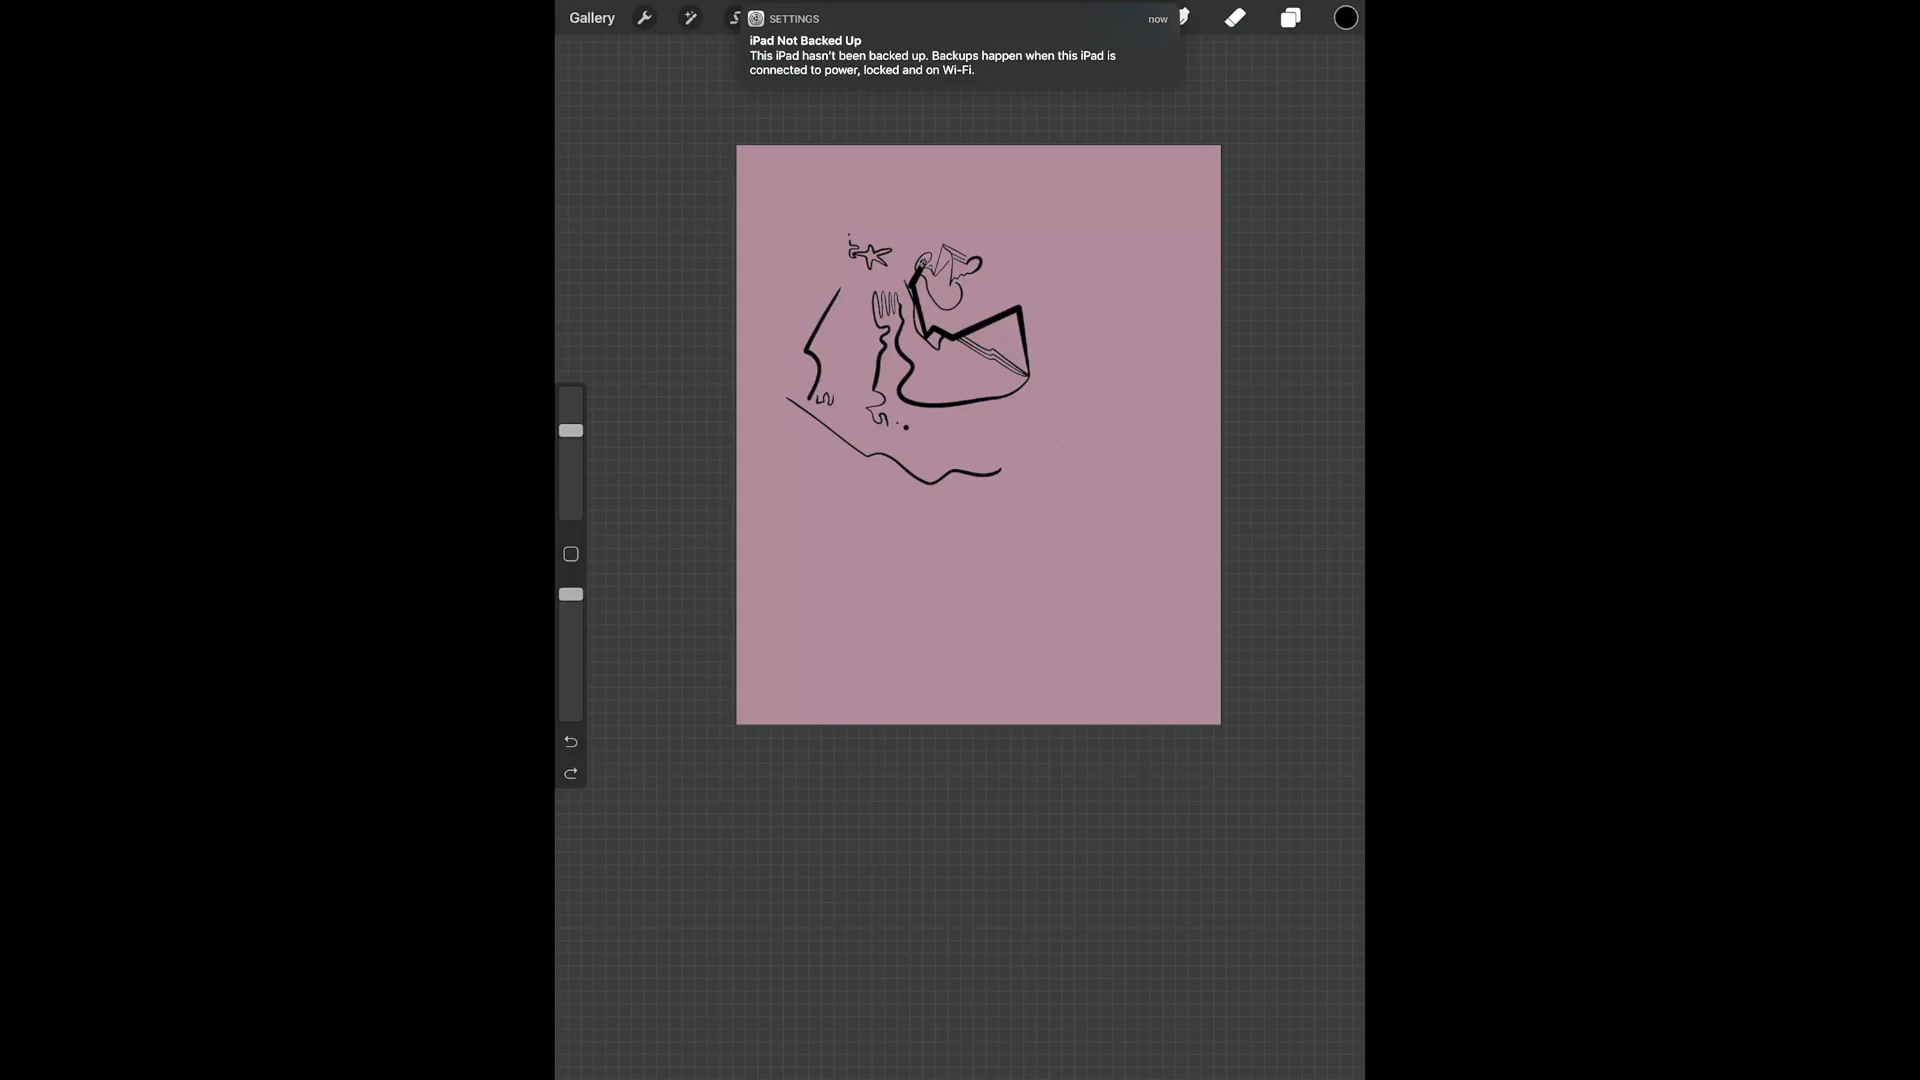 Gallery
SETTINGS
now
iPad Not Backed Up
This iPad hasn't been backed up. Backups happen when this iPad is
connected to power, locked and on Wi-Fi.